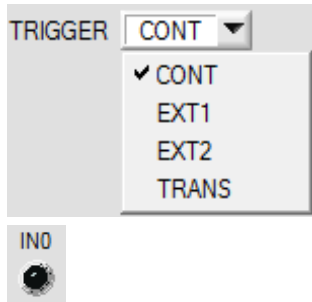 TRIGGER CONT
CONT
EXT1
EXT2
TRANS
IN0